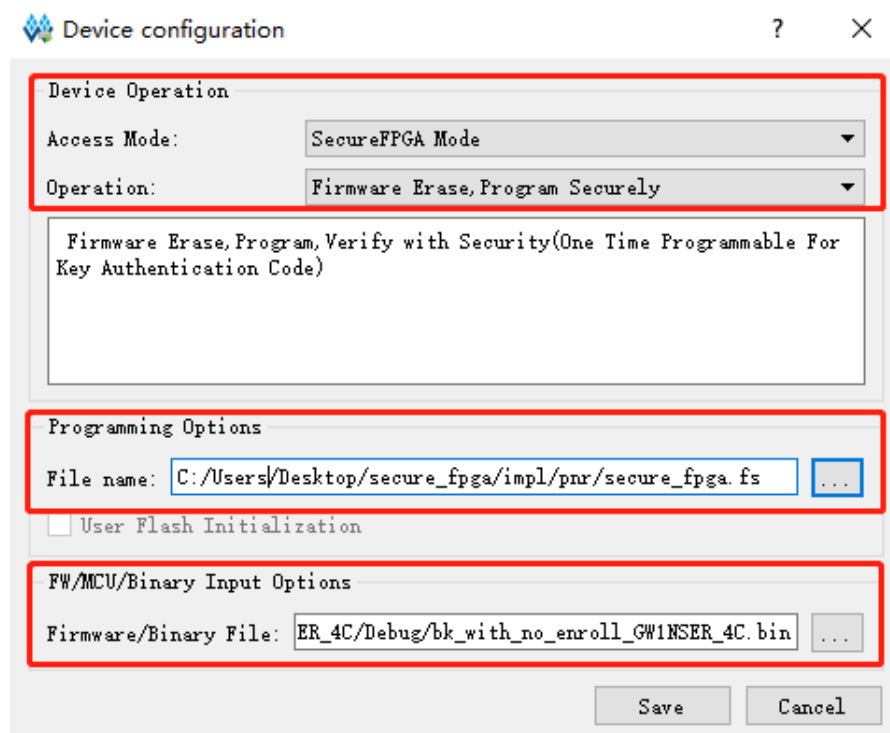 Device configuration
?
Device Operation
Access Mode:
SecureFPGA Mode
Operation:
Firmware Erase,Program Securely
Firmware Erase,Program,Verify with Security(One Time Programmable For
Key Authentication Code)
Programming Options
File name:
C:/Users/Desktop/secure_fpga/impl/pnr/secure_fpga.fs
...
User Flash Initialization
FW/MCU/Binary Input Options
Firmware/Binary File:
ER_4C/Debug/bk_with_no_enroll_GW1NSER_4C.bin
...
Save
Cancel